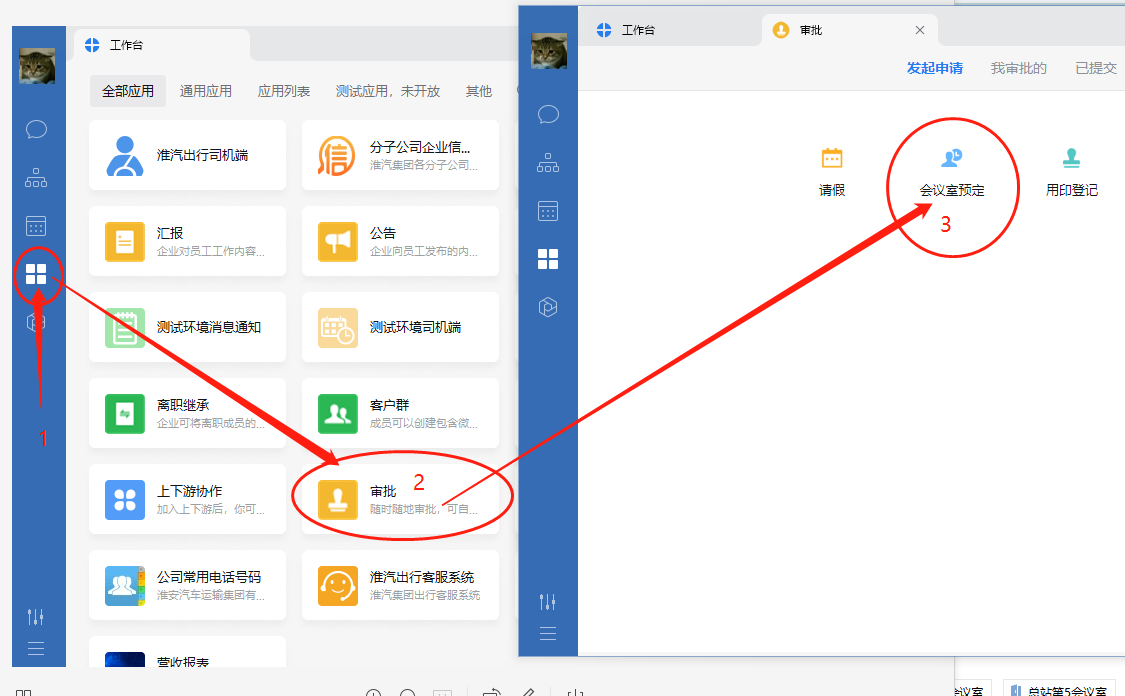 工作台
全部应用
通用应用
应用列表
测试应用，未开放
其他
淮汽出行司机端
分子公司企业信...
淮汽集团各分子公司...
汇报
企业对员工工作内容...
公告
企业向员工发布的内...
测试环境消息通知
测试环境司机端
离职继承
企业可将离职成员的...
客户群
成员可以创建包含微...
上下游协作
加入上下游后，你可...
审批
2
随时随地审批，可自...
公司常用电话号码
淮安汽车运输集团有...
淮汽出行客服系统
淮汽集团出行客服系统
营收报表
1
工作台
审批
发起申请
我审批的
已提交
请假
会议室预定
用印登记
3
会议室
总站第5会议室